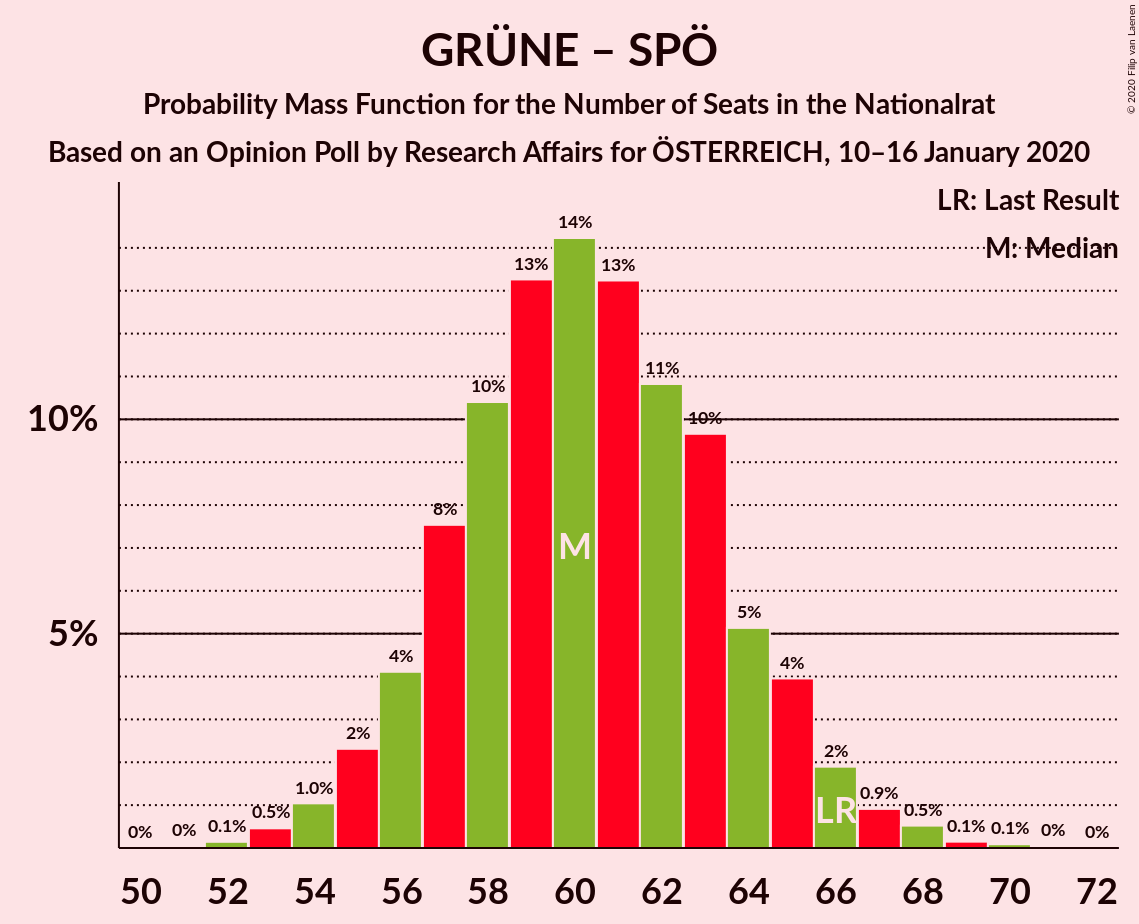 GRÜNE – SPÖ
Probability Mass Function for the Number of Seats in the Nationalrat
Based on an Opinion Poll by Research Affairs for ÖSTERREICH, 10–16 January 2020
© 2020 Filip van Laenen
LR: Last Result
M: Median
10%
5%
0% 0% 0.1% 0.5% 1.0% 2% 4% 8% 10% 13% 14% 13% 11% 10% 5% 4% 2% 0.9% 0.5% 0.1% 0.1% 0% 0%
M
LR
50 52 54 56 58 60 62 64 66 68 70 72